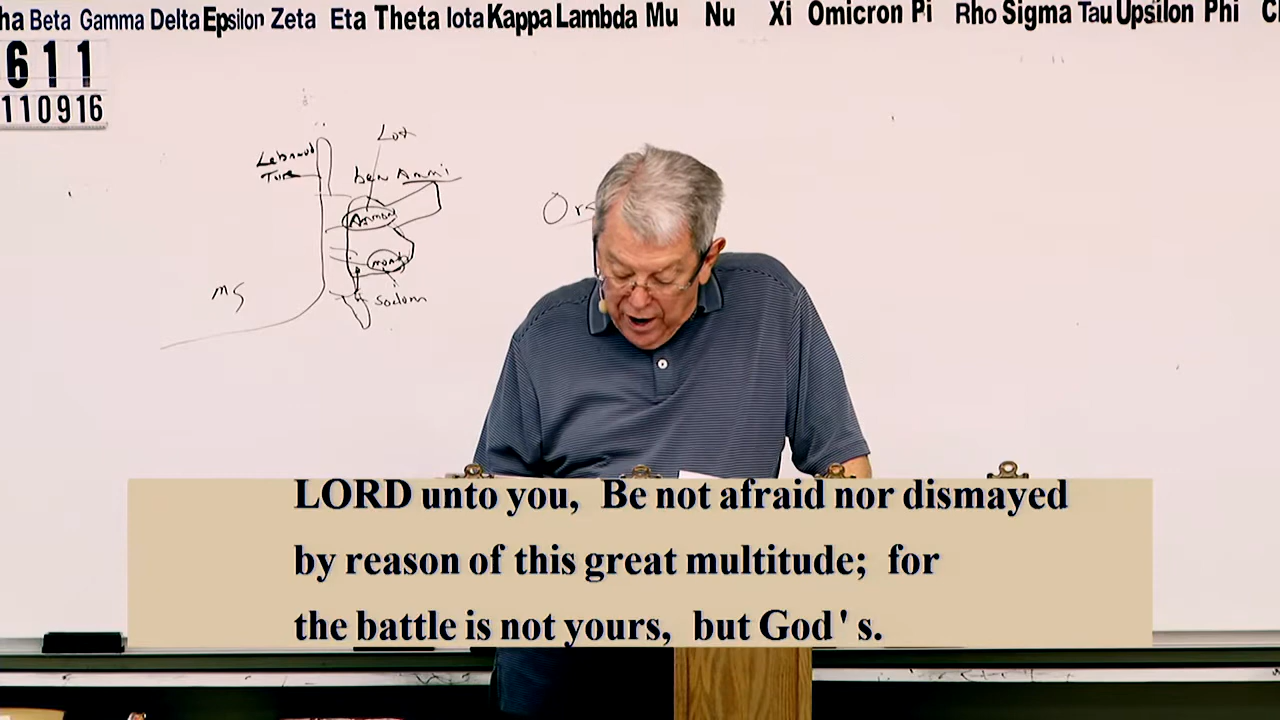 ha Beta Gamma Delta Epsilon Zeta Eta Theta Iota Kappa Lambda Mu Nu Xi Omicron Pi Rho Sigma Tau Upsilon Phi C
611
110916
Lot
ben Ammi
Ammon
Sodom
LORD unto you, Be not afraid nor dismayed
by reason of this great multitude; for
the battle is not yours, but God's.